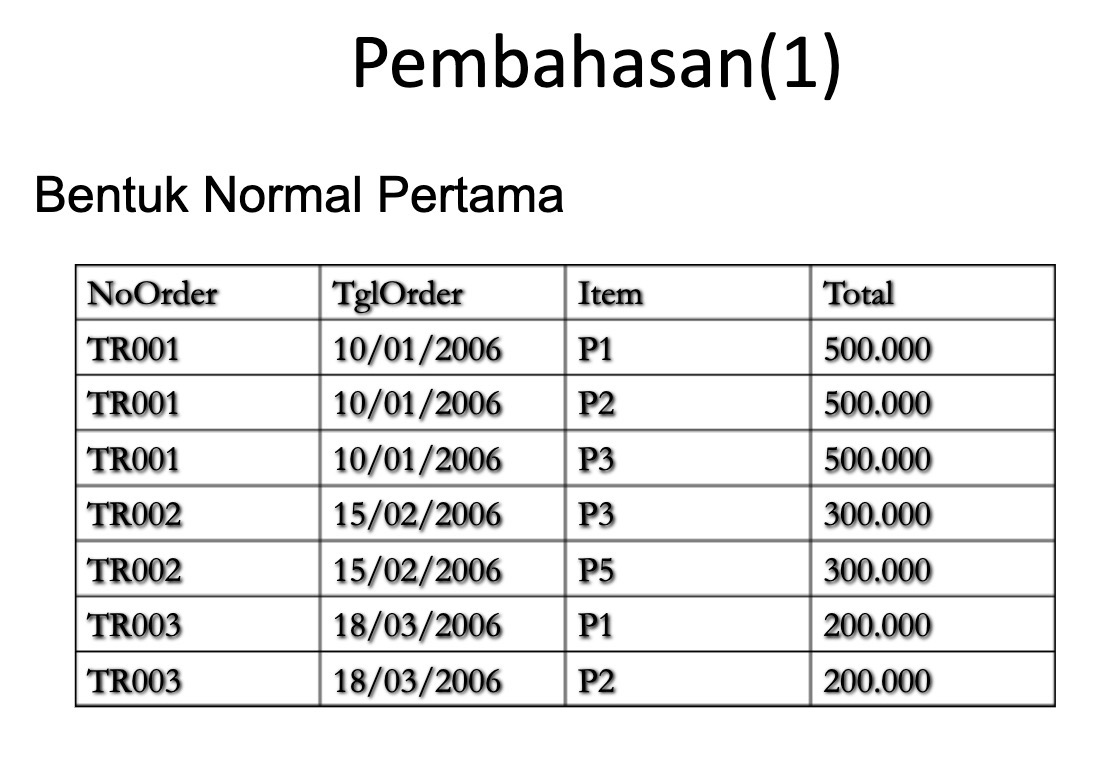 Pembahasan(1)
Bentuk Normal Pertama
NoOrder TglOrder Item Total
TR001 10/01/2006 P1 500.000
TR001 10/01/2006 P2 500.000
TR001 10/01/2006 P3 500.000
TR002 15/02/2006 P3 300.000
TR002 15/02/2006 P5 300.000
TR003 18/03/2006 P1 200.000
TR003 18/03/2006 P2 200.000